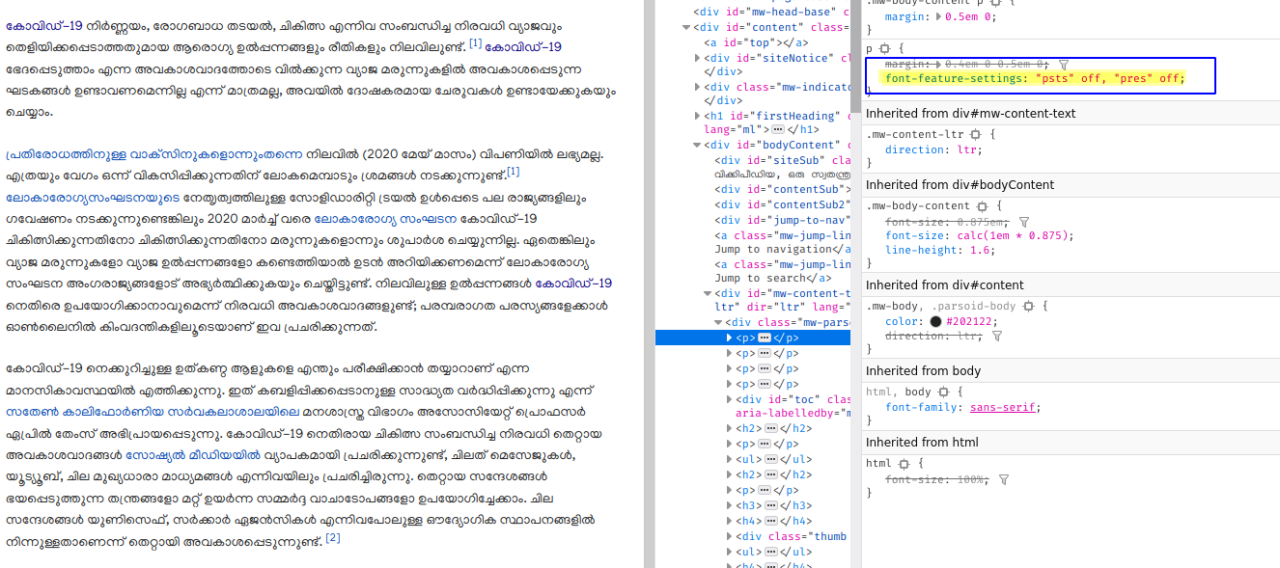 കോവിഡ്-19 നിർണ്ണയം, രോഗബാധ തടയൽ, ചികിത്സ എന്നിവ സംബന്ധിച്ച നിരവധി വ്യാജവും
തെളിയിക്കപ്പെടാത്തതുമായ ആരൊഗ്യ ഉൽപ്പന്നങ്ങളും രീതികളും നിലവിലുണ്ട്. [1] കോവിഡ്-19
ഭേദപ്പെടുത്താം എന്ന അവകാശവാദത്തോടെ വിൽക്കുന്ന വ്യാജ മരുന്നുകളിൽ അവകാശപ്പെടുന്ന
ഘടകങ്ങൾ ഉണ്ടാവണമെന്നില്ല എന്ന് മാത്രമല്ല, അവയിൽ ദോഷകരമായ ചേരുവകൾ ഉണ്ടായേക്കുകയും
ചെയ്യാം.
പ്രതിരോധത്തിനുള്ള വാക്സിനുകളൊന്നുംതന്നെ നിലവിൽ (2020 മേയ് മാസം) വിപണിയിൽ ലഭ്യമല്ല.
എത്രയും വേഗം ഒന്ന് വികസിപ്പിക്കുന്നതിന് ലോകമെമ്പാടും ശ്രമങ്ങൾ നടക്കുന്നുണ്ട്.[1]
ലോകാരോഗ്യസംഘടനയുടെ നേതൃത്വത്തിലുള്ള സോളിഡാരിറ്റി ട്രയൽ ഉൾപ്പെടെ പല രാജ്യങ്ങളിലും
ഗവേഷണം നടക്കുന്നുണ്ടെങ്കിലും 2020 മാർച്ച് വരെ ലോകാരോഗ്യ സംഘടന കോവിഡ്-19
ചികിത്സിക്കുന്നതിനോ ചികിത്സിക്കുന്നതിനോ മരുന്നുകളൊന്നും ശുപാർശ ചെയ്യുന്നില്ല. ഏതെങ്കിലും
വ്യാജ മരുന്നുകളോ വ്യാജ ഉൽപ്പന്നങ്ങളോ കണ്ടെത്തിയാൽ ഉടൻ അറിയിക്കണമെന്ന് ലോകാരോഗ്യ
സംഘടന അംഗരാജ്യങ്ങളോട് അഭ്യർത്ഥിക്കുകയും ചെയ്തിട്ടുണ്ട്. നിലവിലുള്ള ഉൽപ്പന്നങ്ങൾ കോവിഡ്-19
നെതിരെ ഉപയോഗിക്കാനാവുമെന്ന് നിരവധി അവകാശവാദങ്ങളുണ്ട്; പരമ്പരാഗത പരസ്യങ്ങളേക്കാൾ
ഓൺലൈനിൽ കിംവദന്തികളിലൂടെയാണ് ഇവ പ്രചരിക്കുന്നത്.
കോവിഡ്-19 നെക്കുറിച്ചുള്ള ഉത്കണ്ഠ ആളുകളെ എന്തും പരീക്ഷിക്കാൻ തയ്യാറാണ് എന്ന
മാനസികാവസ്ഥയിൽ എത്തിക്കുന്നു. ഇത് കബളിപ്പിക്കപ്പെടാനുള്ള സാദ്ധ്യത വർദ്ധിപ്പിക്കുന്നു എന്ന്
സതേൺ കാലിഫോർണിയ സർവകലാശാലയിലെ മനശാസ്ത്ര വിഭാഗം അസോസിയേറ്റ് പ്രൊഫസർ
ഏപ്രിൽ തേംസ് അഭിപ്രായപ്പെടുന്നു. കോവിഡ്-19 നെതിരായ ചികിത്സ സംബന്ധിച്ച നിരവധി തെറ്റായ
അവകാശവാദങ്ങൾ സോഷ്യൽ മീഡിയയിൽ വ്യാപകമായി പ്രചരിക്കുന്നുണ്ട്, ചിലത് മെസേജുകൾ,
യൂട്യൂബ്, ചില മുഖ്യധാരാ മാധ്യമങ്ങൾ എന്നിവയിലും പ്രചരിച്ചിരുന്നു. തെറ്റായ സന്ദേശങ്ങൾ
ഭയപ്പെടുത്തുന്ന തന്ത്രങ്ങളോ മറ്റ് ഉയർന്ന സമ്മർദ്ദ വാചാടോപങ്ങളോ ഉപയോഗിച്ചേക്കാം. ചില
സന്ദേശങ്ങൾ യുണിസെഫ്, സർക്കാർ ഏജൻസികൾ എന്നിവപോലുള്ള ഔദ്യോഗിക സ്ഥാപനങ്ങളിൽ
നിന്നുള്ളതാണെന്ന് തെറ്റായി അവകാശപ്പെടുന്നുണ്ട്. [2]
<div id="mw-head-base"
<div id="content" class=
<a id="top"></a>
<div id="siteNotice" c
</div>
<div class="mw-indicato
</div>
<h1 id="firstHeading" c
lang="ml"></h1>
<div id="bodyContent"
<div id="siteSub" cla
വിക്കിപീഡിയ, ഒരു സ്വതന്ത്ര
<div id="contentSub"
<div id="contentSub2
<div id="jump-to-nav"
<a class="mw-jump-lin
Jump to navigation</a
<a class="mw-jump-lin
Jump to search</a>
<div id="mw-content-t
ltr" dir="ltr" lang=
<div class="mw-pars
<p></p>
<p></p>
<p></p>
<p></p>
<div id="toc" class
aria-labelledby="m
<h2></h2>
<p></p>
<ul></ul>
<h2></h2>
<p></p>
<h3></h3>
<h4></h4>
<div class="thumb
<ul></ul>
<h4></h4>
.mw-body-content p {
margin: 0.5em 0;
}
p {
margin: 0.4em 0 0.5em 0;
font-feature-settings: "psts" off, "pres" off;
}
Inherited from div#mw-content-text
.mw-content-ltr {
direction: ltr;
}
Inherited from div#bodyContent
.mw-body-content {
font-size: 0.875em;
font-size: calc(1em * 0.875);
line-height: 1.6;
}
Inherited from div#content
.mw-body, .parsoid-body {
color: #202122;
direction: ltr;
}
Inherited from body
html, body {
font-family: sans-serif;
}
Inherited from html
html {
font-size: 100%;
}